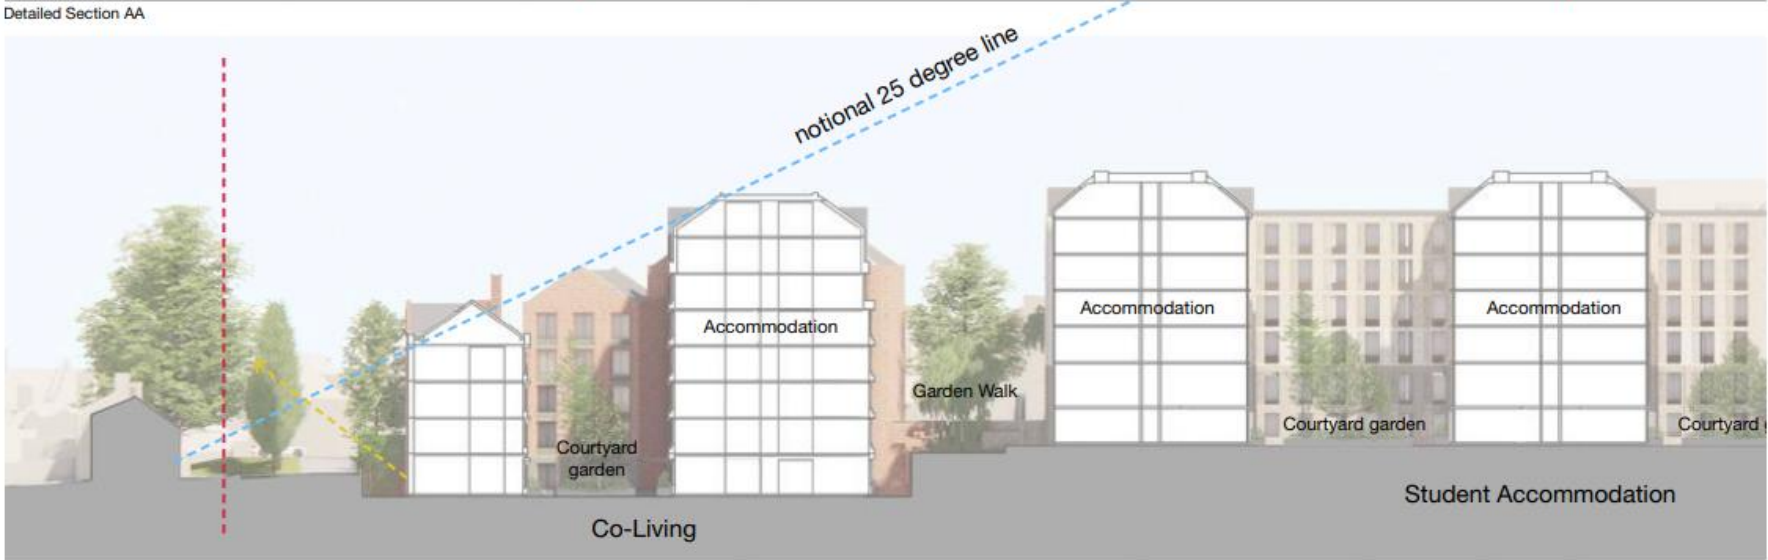 Detailed Section AA
notional 25 degree line
Accommodation
Accommodation
Accommodation
Garden Walk
Courtyard garden
Courtyard
Courtyard
garden
Student Accommodation
Co-Living